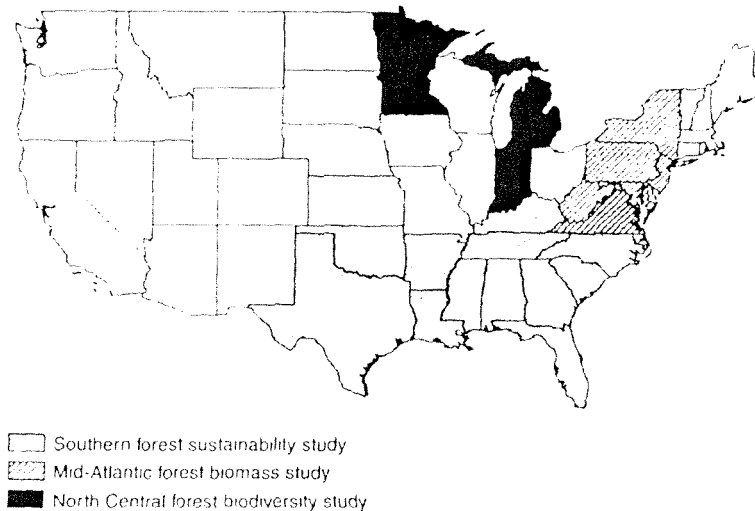 Southern forest sustainability study
Mid-Atlantic forest biomass study
North Central forest biodiversity study